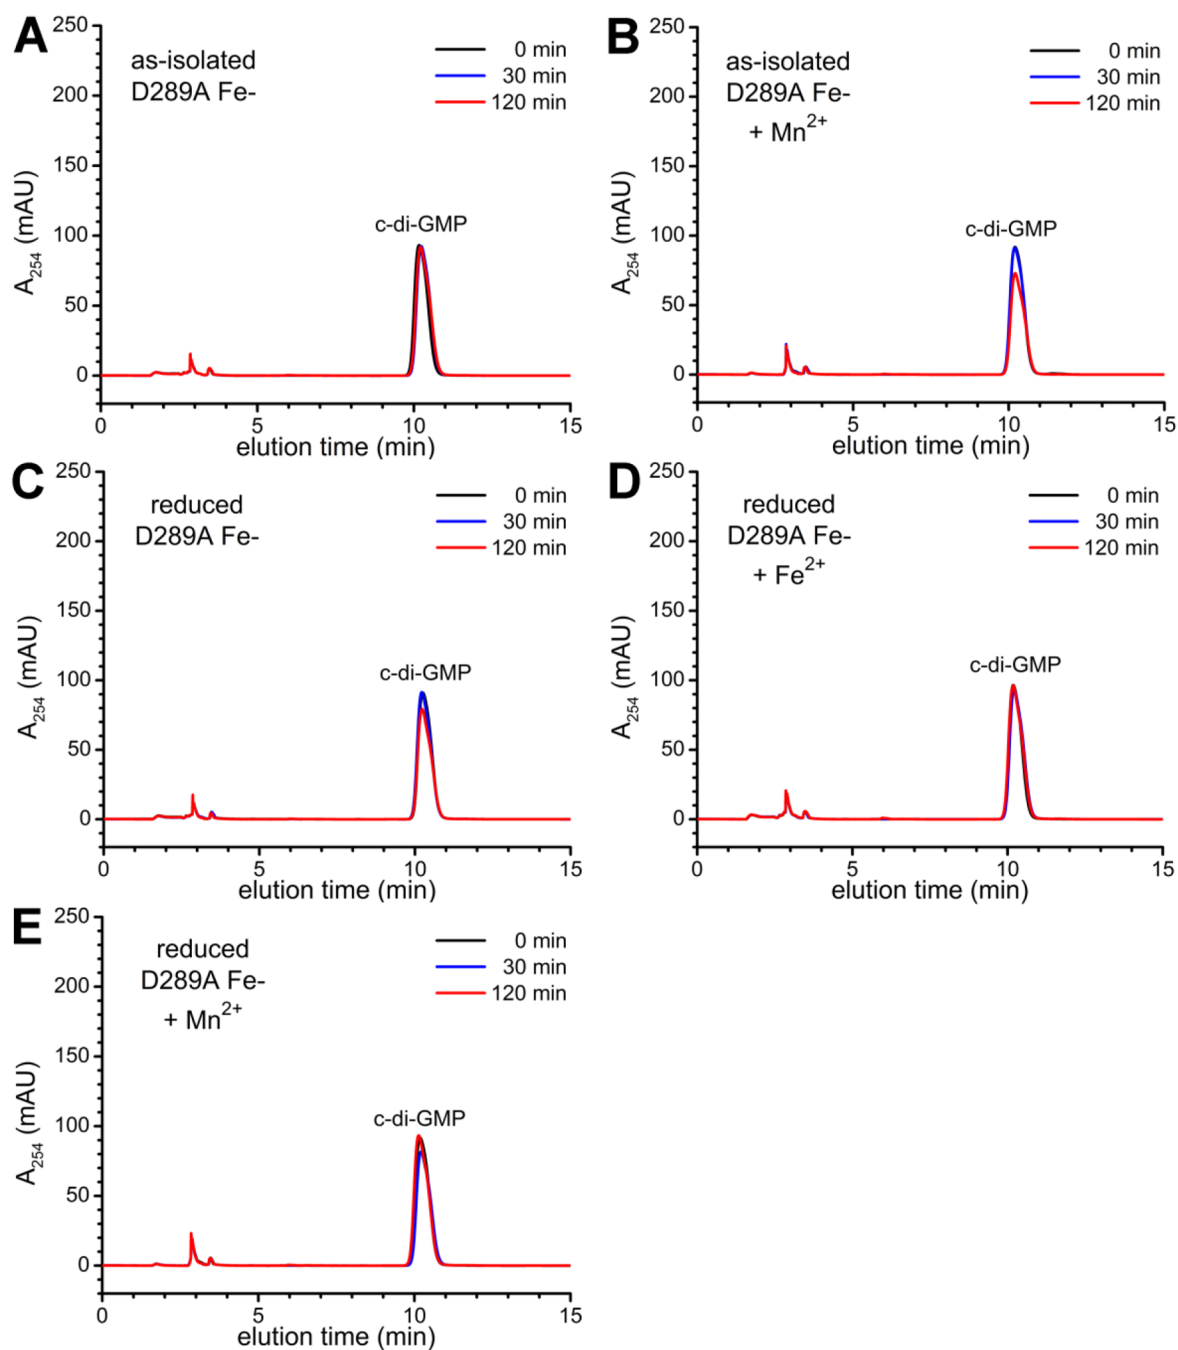 A
as-isolated
D289A Fe-
0 min
30 min
120 min
250
200
150
100
50
0
A254 (mAU)
c-di-GMP
0 5 10 15
elution time (min)
B
as-isolated
D289A Fe-
+ Mn2+
0 min
30 min
120 min
250
200
150
100
50
0
A254 (mAU)
c-di-GMP
0 5 10 15
elution time (min)
C
reduced
D289A Fe-
0 min
30 min
120 min
250
200
150
100
50
0
A254 (mAU)
c-di-GMP
0 5 10 15
elution time (min)
D
reduced
D289A Fe-
+ Fe2+
0 min
30 min
120 min
250
200
150
100
50
0
A254 (mAU)
c-di-GMP
0 5 10 15
elution time (min)
E
reduced
D289A Fe-
+ Mn2+
0 min
30 min
120 min
250
200
150
100
50
0
A254 (mAU)
c-di-GMP
0 5 10 15
elution time (min)